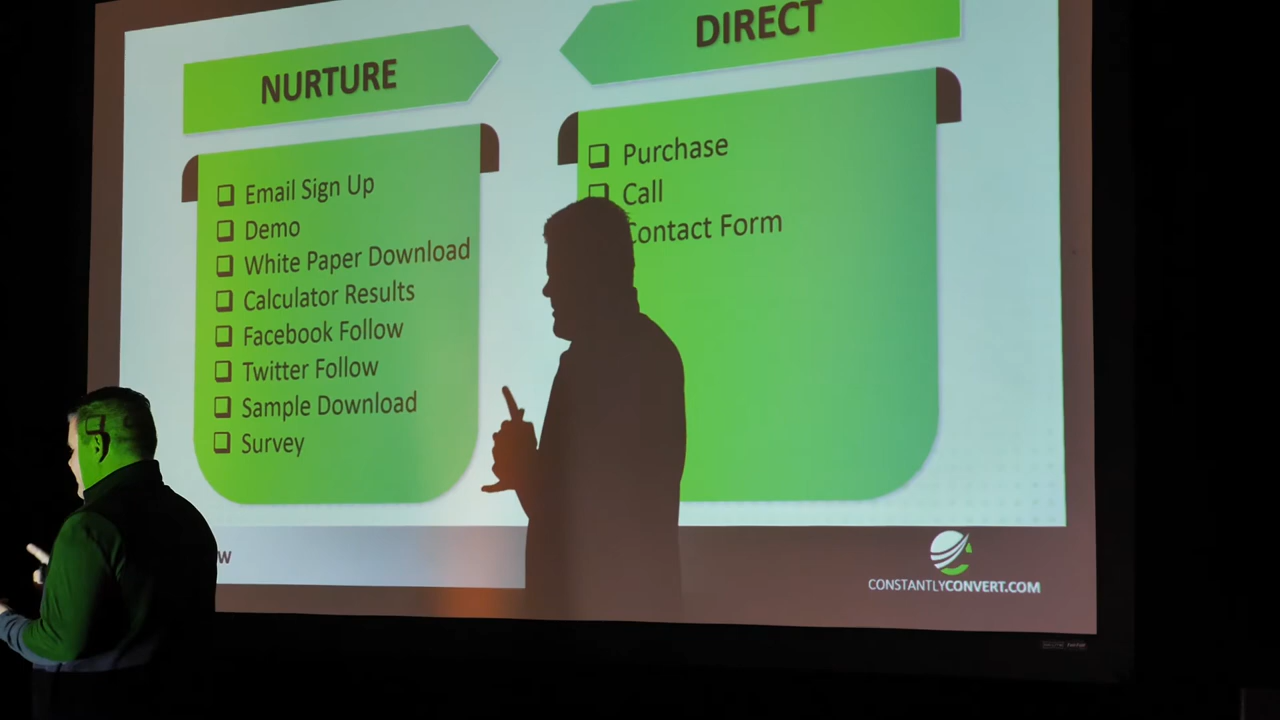 NURTURE
Email Sign Up
Demo
White Paper Download
Calculator Results
Facebook Follow
Twitter Follow
Sample Download
Survey
DIRECT
Purchase
Call
Contact Form
W
CONSTANTLYCONVERT.COM